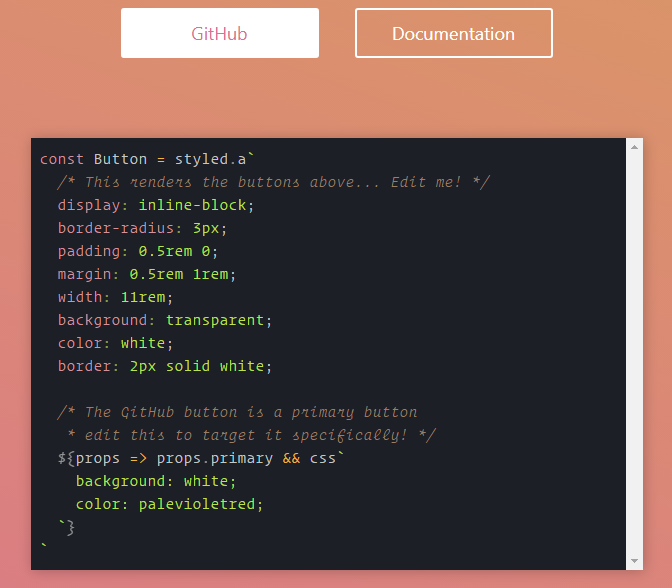 GitHub Documentation
const Button = styled.a`
  /* This renders the buttons above... Edit me! */
  display: inline-block;
  border-radius: 3px;
  padding: 0.5rem 0;
  margin: 0.5rem 1rem;
  width: 11rem;
  background: transparent;
  color: white;
  border: 2px solid white;

  /* The GitHub button is a primary button
   * edit this to target it specifically! */
  ${props => props.primary && css`
    background: white;
    color: palevioletred;
  `}
`